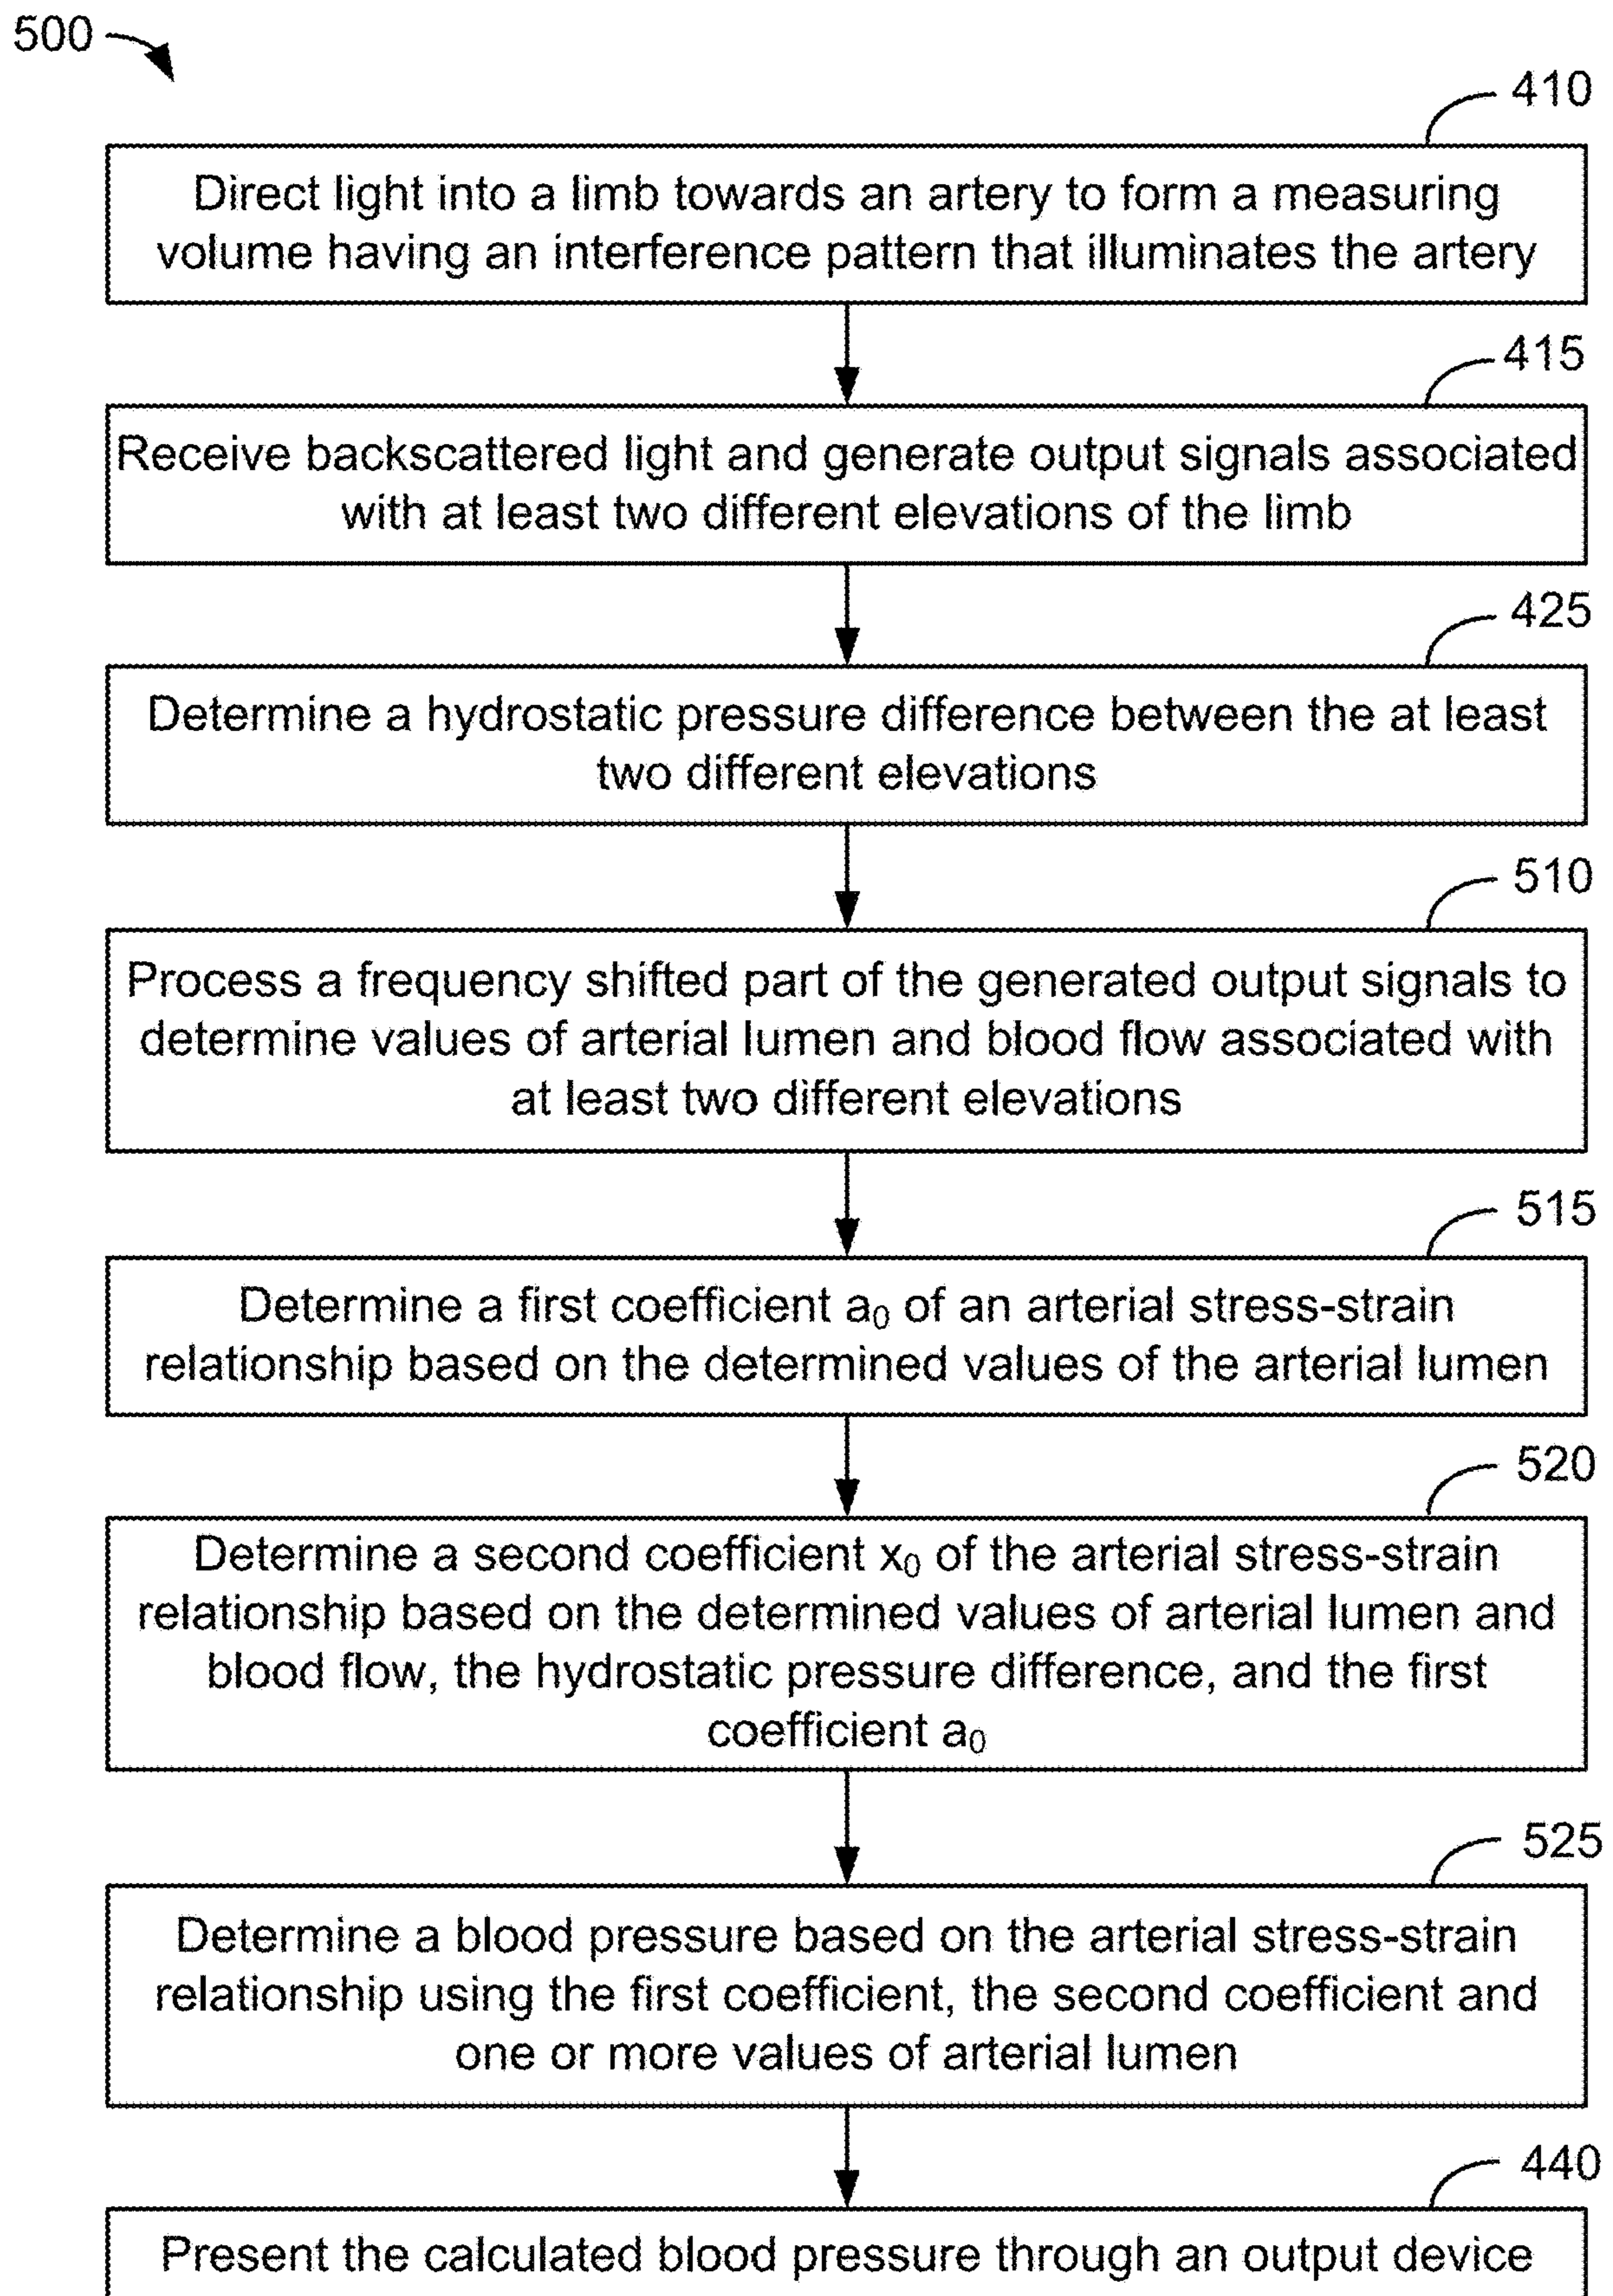 500
410
Direct light into a limb towards an artery to form a measuring
volume having an interference pattern that illuminates the artery
415
Receive backscattered light and generate output signals associated
with at least two different elevations of the limb
425
Determine a hydrostatic pressure difference between the at least
two different elevations
510
Process a frequency shifted part of the generated output signals to
determine values of arterial lumen and blood flow associated with
at least two different elevations
515
Determine a first coefficient a₀ of an arterial stress-strain
relationship based on the determined values of the arterial lumen
520
Determine a second coefficient x₀ of the arterial stress-strain
relationship based on the determined values of arterial lumen and
blood flow, the hydrostatic pressure difference, and the first
coefficient a₀
525
Determine a blood pressure based on the arterial stress-strain
relationship using the first coefficient, the second coefficient and
one or more values of arterial lumen
440
Present the calculated blood pressure through an output device